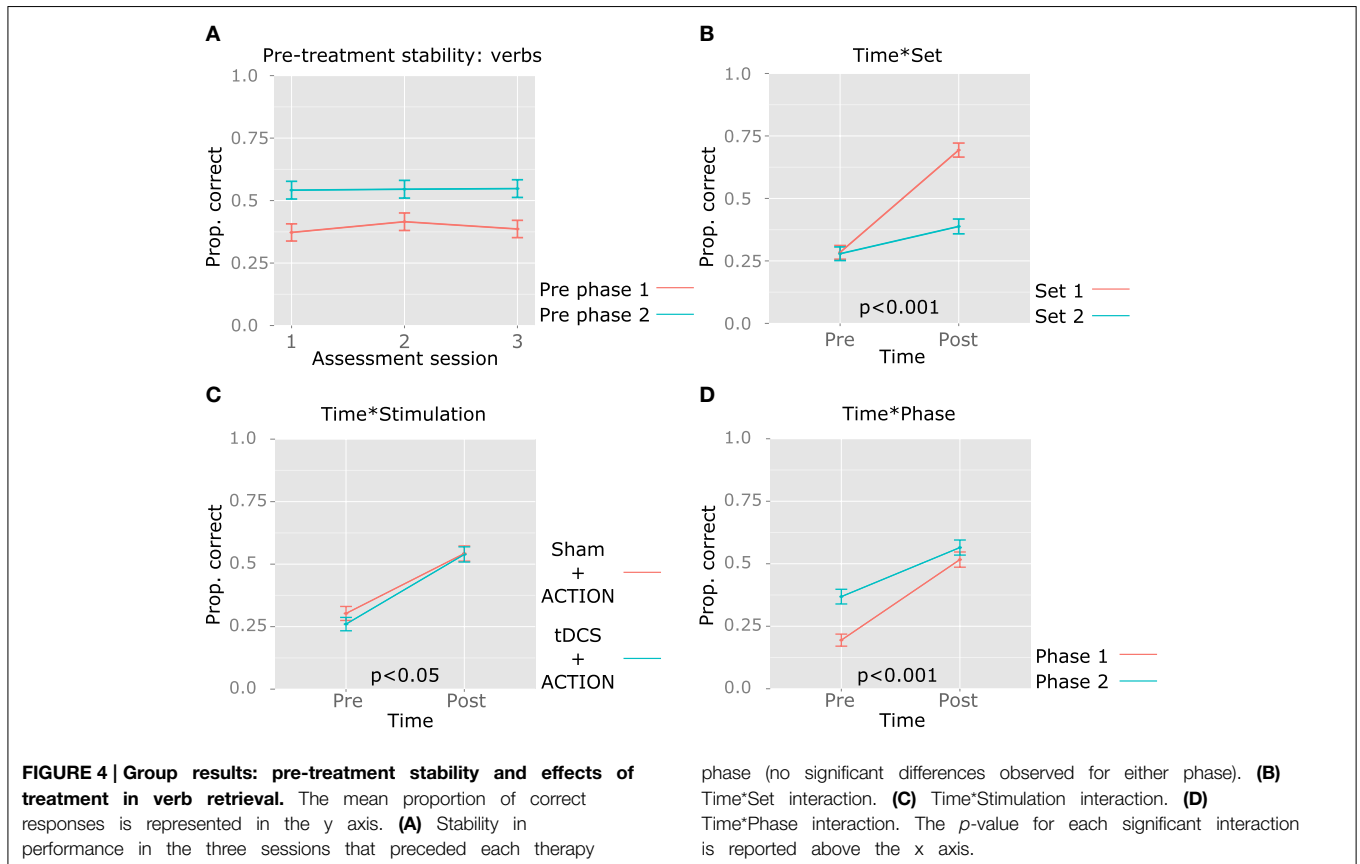 A
Pre-treatment stability: verbs
1.0
0.75
0.5
0.25
0.0
Prop. correct
1 2 3
Assessment session
Pre phase 1
Pre phase 2
B
Time*Set
1.0
0.75
0.5
0.25
0.0
Prop. correct
p<0.001
Pre Post
Time
Set 1
Set 2
C
Time*Stimulation
1.0
0.75
0.5
0.25
0.0
Prop. correct
p<0.05
Pre Post
Time
Sham
+
ACTION
tDCS
+
ACTION
D
Time*Phase
1.0
0.75
0.5
0.25
0.0
Prop. correct
p<0.001
Pre Post
Time
Phase 1
Phase 2
FIGURE 4 | Group results: pre-treatment stability and effects of
treatment in verb retrieval. The mean proportion of correct
responses is represented in the y axis. (A) Stability in
performance in the three sessions that preceded each therapy
phase (no significant differences observed for either phase). (B)
Time*Set interaction. (C) Time*Stimulation interaction. (D)
Time*Phase interaction. The p-value for each significant interaction
is reported above the x axis.